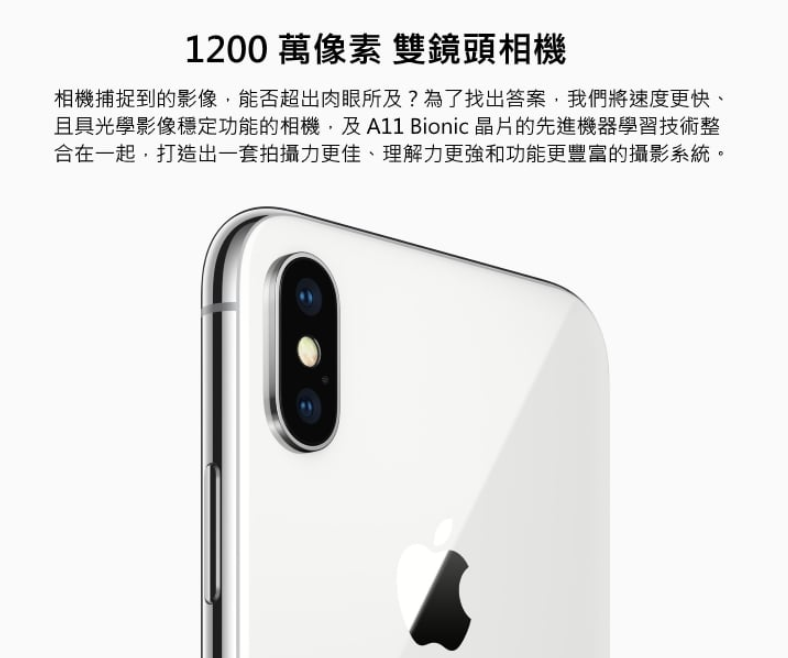 1200 萬像素 雙鏡頭相機
相機捕捉到的影像，能否超出肉眼所及？為了找出答案，我們將速度更快、
且具光學影像穩定功能的相機，及 A11 Bionic 晶片的先進機器學習技術整
合在一起，打造出一套拍攝力更佳、理解力更強和功能更豐富的攝影系統。